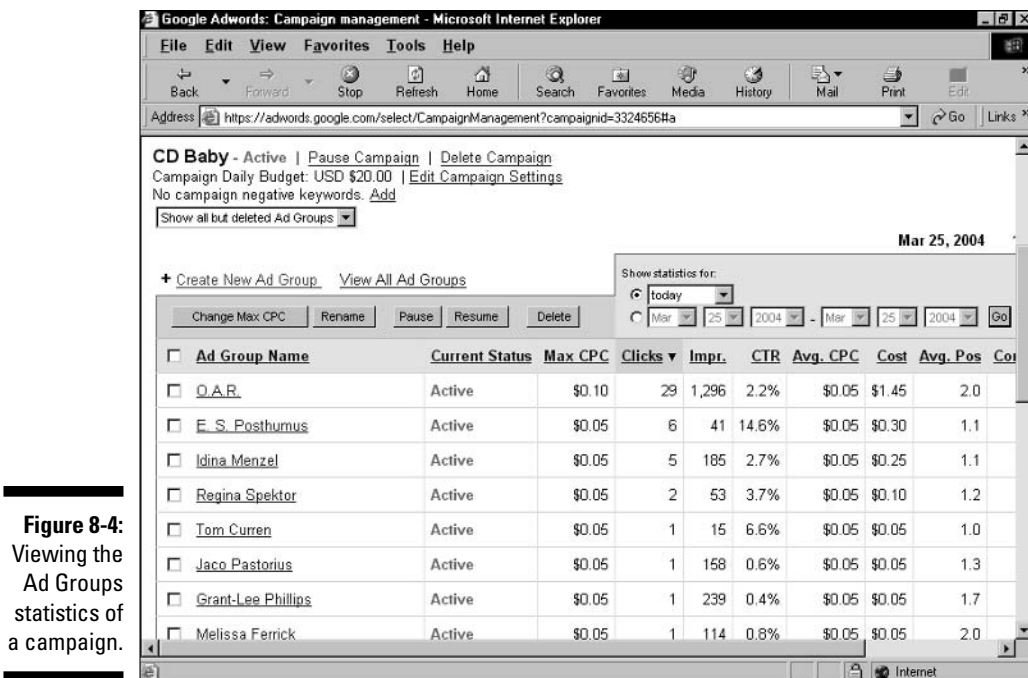 Google Adwords: Campaign management - Microsoft Internet Explorer
File Edit View Favorites Tools Help
Back Forward Stop Refresh Home Search Favorites Media History Mail Print Edit
Address https://adwords.google.com/select/CampaignManagement?campaignid=3324656#a Go Links
CD Baby - Active | Pause Campaign | Delete Campaign
Campaign Daily Budget: USD $20.00 | Edit Campaign Settings
No campaign negative keywords. Add
Show all but deleted Ad Groups
Mar 25, 2004
+ Create New Ad Group View All Ad Groups
Show statistics for:
today
Mar 25 2004 - Mar 25 2004 Go
Change Max CPC Rename Pause Resume Delete
Ad Group Name Current Status Max CPC Clicks ▼ Impr. CTR Avg. CPC Cost Avg. Pos
O.A.R. Active $0.10 29 1,296 2.2% $0.05 $1.45 2.0
E. S. Posthumus Active $0.05 6 41 14.6% $0.05 $0.30 1.1
Idina Menzel Active $0.05 5 185 2.7% $0.05 $0.25 1.1
Regina Spektor Active $0.05 2 53 3.7% $0.05 $0.10 1.2
Tom Curren Active $0.05 1 15 6.6% $0.05 $0.05 1.0
Jaco Pastorius Active $0.05 1 158 0.6% $0.05 $0.05 1.3
Grant-Lee Phillips Active $0.05 1 239 0.4% $0.05 $0.05 1.7
Melissa Ferrick Active $0.05 1 114 0.8% $0.05 $0.05 2.0
Internet
Figure 8-4:
Viewing the
Ad Groups
statistics of
a campaign.